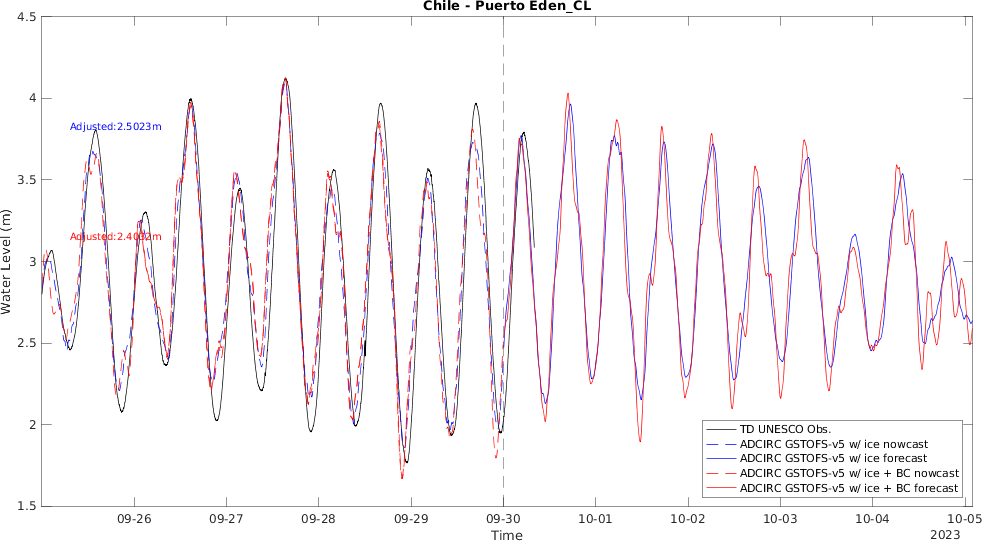 Chile - Puerto Eden_CL
4.5
4
3.5
3
2.5
2
1.5
Water Level (m)
Adjusted:2.5023m
Adjusted:2.4032m
TD UNESCO Obs.
ADCIRC GSTOFS-v5 w/ ice nowcast
ADCIRC GSTOFS-v5 w/ ice forecast
ADCIRC GSTOFS-v5 w/ ice + BC nowcast
ADCIRC GSTOFS-v5 w/ ice + BC forecast
09-26 09-27 09-28 09-29 09-30 10-01 10-02 10-03 10-04 10-05
2023
Time